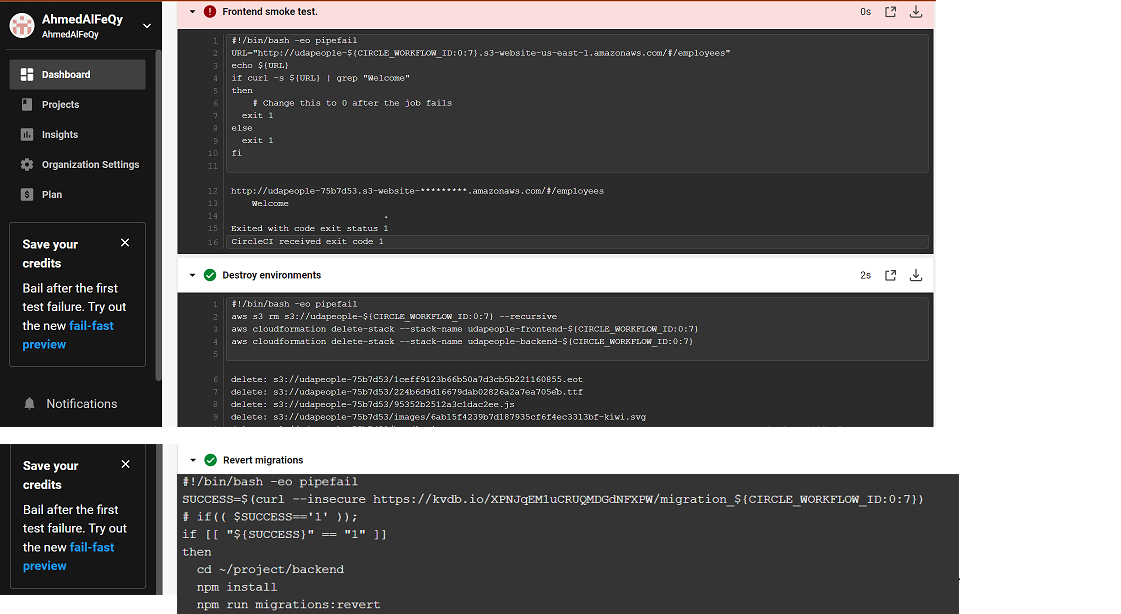 AhmedAlFeQy
AhmedAlFeQy
Dashboard
Projects
Insights
Organization Settings
Plan
Save your
credits
Bail after the first
test failure. Try out
the new fail-fast
preview
Notifications
Frontend smoke test.
0s
1 #!/bin/bash -eo pipefail
2 URL="http://udapeople-${CIRCLE_WORKFLOW_ID:0:7}.s3-website-us-east-1.amazonaws.com/#/employees"
3 echo ${URL}
4 if curl -s ${URL} | grep "Welcome"
5 then
6 # Change this to 0 after the job fails
7 exit 1
8 else
9 exit 1
10 fi
11
12 http://udapeople-75b7d53.s3-website-*********.amazonaws.com/#/employees
13 Welcome
14 .
15 Exited with code exit status 1
16 CircleCI received exit code 1
Destroy environments
2s
1 #!/bin/bash -eo pipefail
2 aws s3 rm s3://udapeople-${CIRCLE_WORKFLOW_ID:0:7} --recursive
3 aws cloudformation delete-stack --stack-name udapeople-frontend-${CIRCLE_WORKFLOW_ID:0:7}
4 aws cloudformation delete-stack --stack-name udapeople-backend-${CIRCLE_WORKFLOW_ID:0:7}
5
6 delete: s3://udapeople-75b7d53/1ceff9123b66b50a7d3cb5b221160855.eot
7 delete: s3://udapeople-75b7d53/224b6d9d16679dab02826a2a7ea705eb.ttf
8 delete: s3://udapeople-75b7d53/95352b2512a3c1dac2ee.js
9 delete: s3://udapeople-75b7d53/images/6ab15f4239b7d187935cf6f4ec3313bf-kiwi.svg
Save your
credits
Bail after the first
test failure. Try out
the new fail-fast
preview
Revert migrations
#!/bin/bash -eo pipefail
SUCCESS=$(curl --insecure https://kvdb.io/XPNJqEM1uCRUQMDGdNFXPW/migration_${CIRCLE_WORKFLOW_ID:0:7})
# if(( $SUCCESS=='1' ));
if [[ "${SUCCESS}" == "1" ]]
then
cd ~/project/backend
npm install
npm run migrations:revert